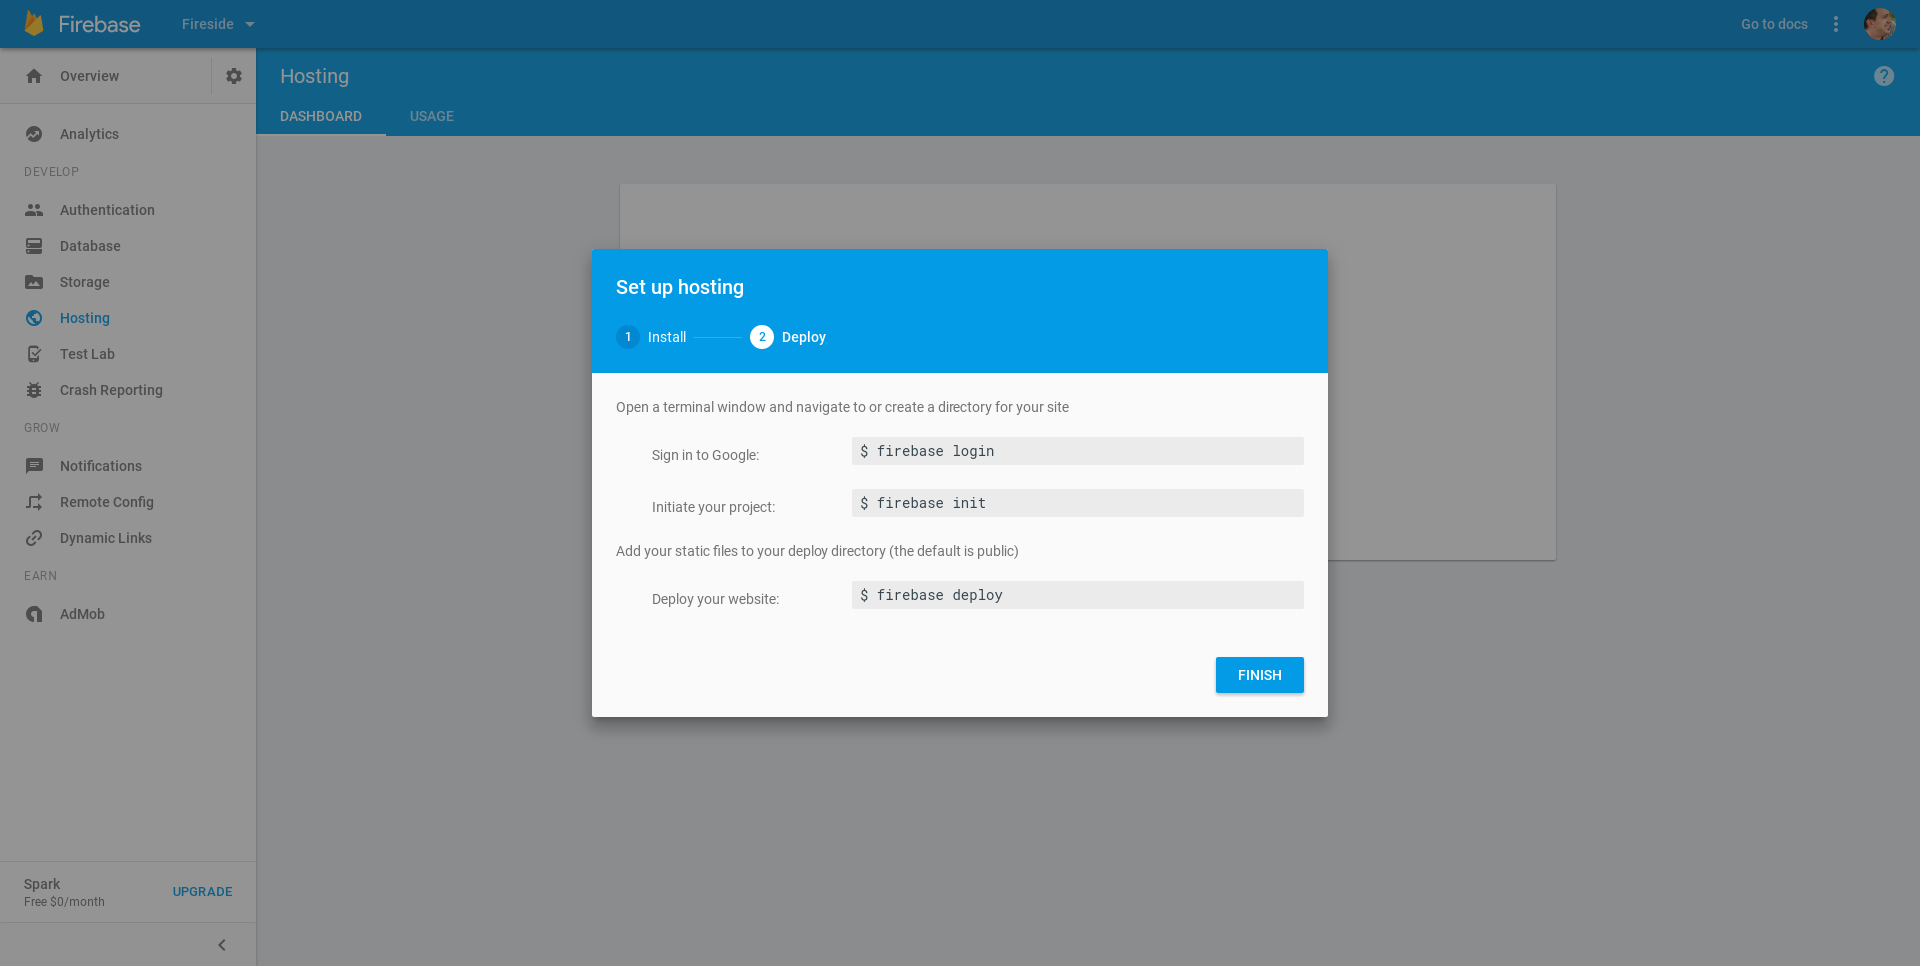 Firebase
Fireside
Go to docs
Overview
Analytics
DEVELOP
Authentication
Database
Storage
Hosting
Test Lab
Crash Reporting
GROW
Notifications
Remote Config
Dynamic Links
EARN
AdMob
Spark
Free $0/month
UPGRADE
Hosting
DASHBOARD USAGE
Set up hosting
1 Install 2 Deploy
Open a terminal window and navigate to or create a directory for your site
Sign in to Google: $ firebase login
Initiate your project: $ firebase init
Add your static files to your deploy directory (the default is public)
Deploy your website: $ firebase deploy
FINISH